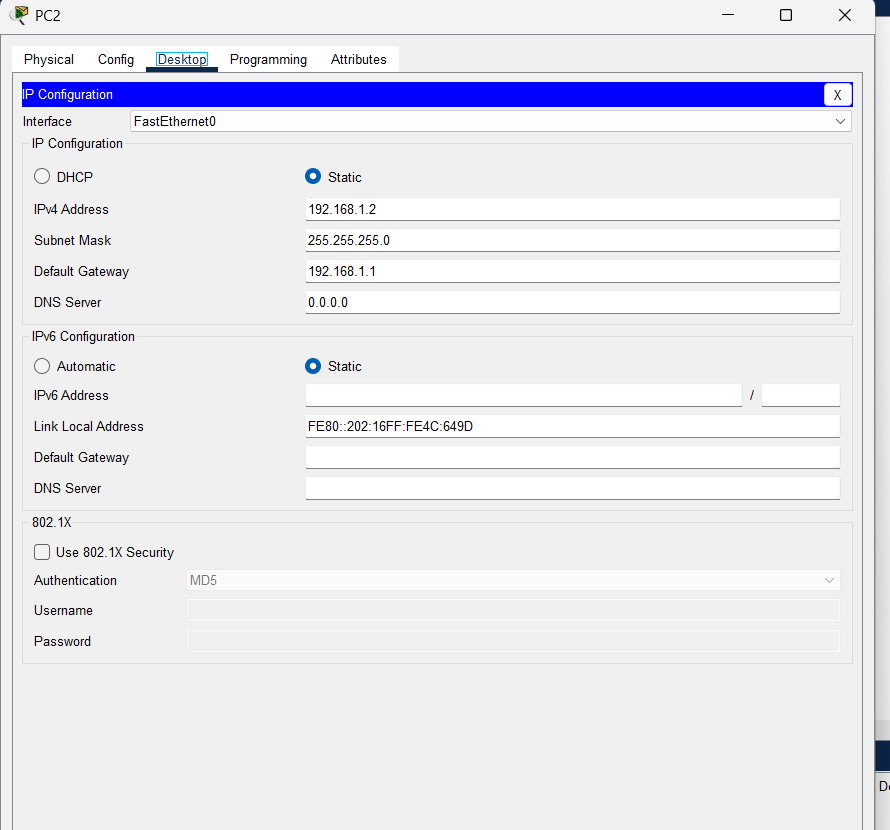 PC2
Physical Config Desktop Programming Attributes
IP Configuration X
Interface FastEthernet0
IP Configuration
DHCP Static
IPv4 Address 192.168.1.2
Subnet Mask 255.255.255.0
Default Gateway 192.168.1.1
DNS Server 0.0.0.0
IPv6 Configuration
Automatic Static
IPv6 Address /
Link Local Address FE80::202:16FF:FE4C:649D
Default Gateway
DNS Server
802.1X
Use 802.1X Security
Authentication MD5
Username
Password